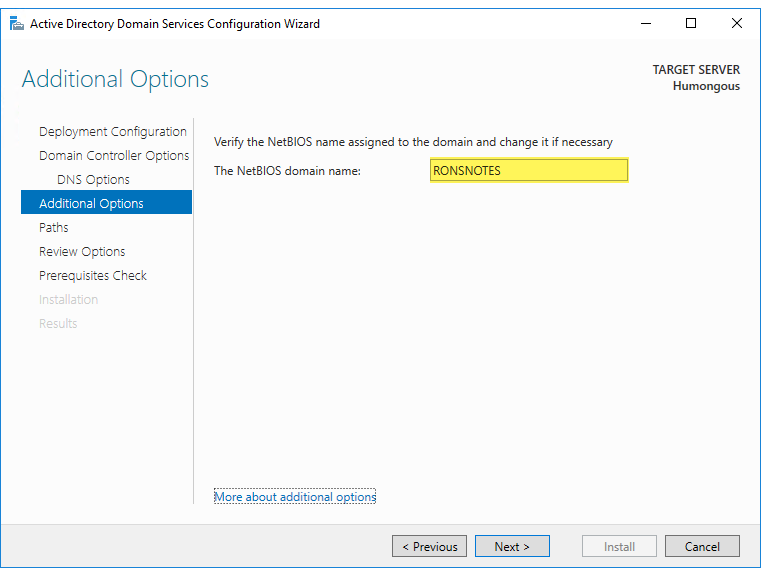 Active Directory Domain Services Configuration Wizard
Additional Options
TARGET SERVER
Humongous
Deployment Configuration
Domain Controller Options
DNS Options
Additional Options
Paths
Review Options
Prerequisites Check
Installation
Results
Verify the NetBIOS name assigned to the domain and change it if necessary
The NetBIOS domain name: RONSNOTES
More about additional options
< Previous Next > Install Cancel